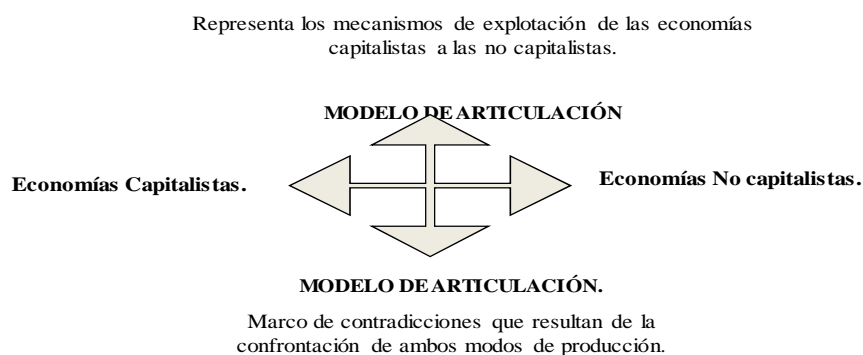 Representa los mecanismos de explotación de las economías
capitalistas a las no capitalistas.
MODELO DE ARTICULACIÓN
Economías Capitalistas.
Economías No capitalistas.
MODELO DE ARTICULACIÓN.
Marco de contradicciones que resultan de la
confrontación de ambos modos de producción.